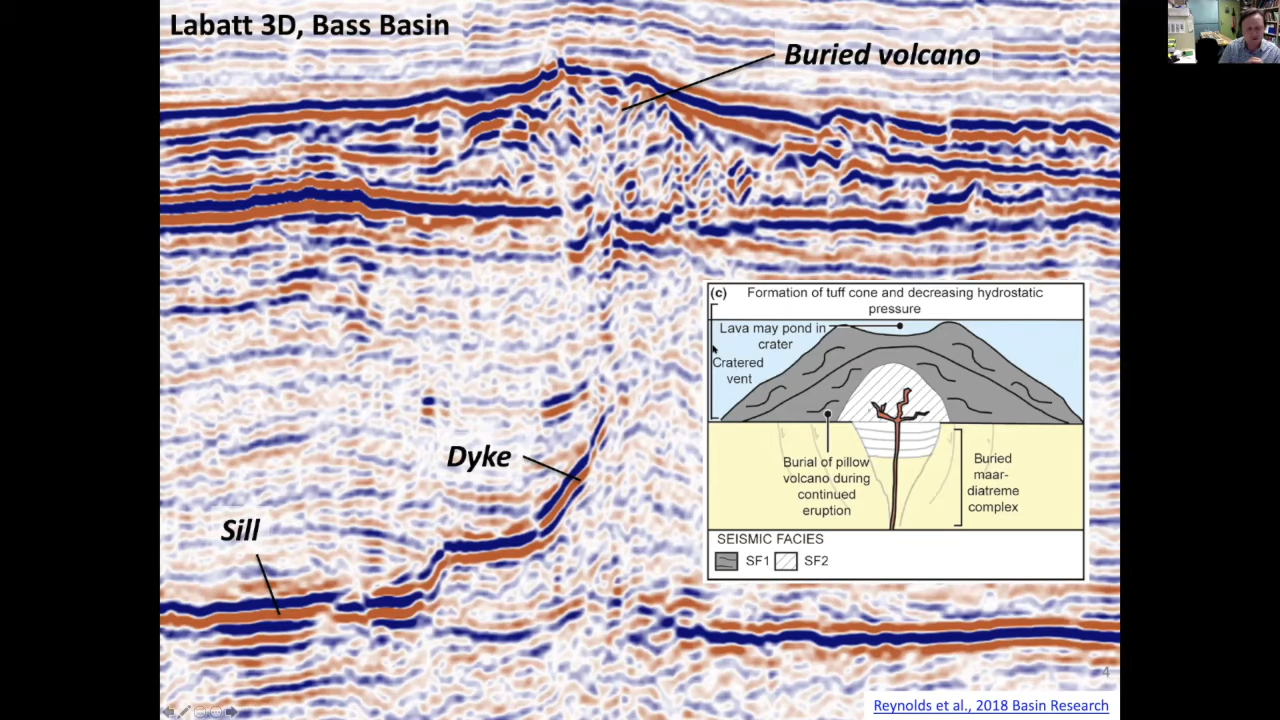 Labatt 3D, Bass Basin
Buried volcano
Dyke
Sill
(c) Formation of tuff cone and decreasing hydrostatic
pressure
Lava may pond in
crater
Cratered
vent
Burial of pillow
volcano during
continued
eruption
Buried
maar-
diatreme
complex
SEISMIC FACIES
SF1 SF2
4
Reynolds et al., 2018 Basin Research